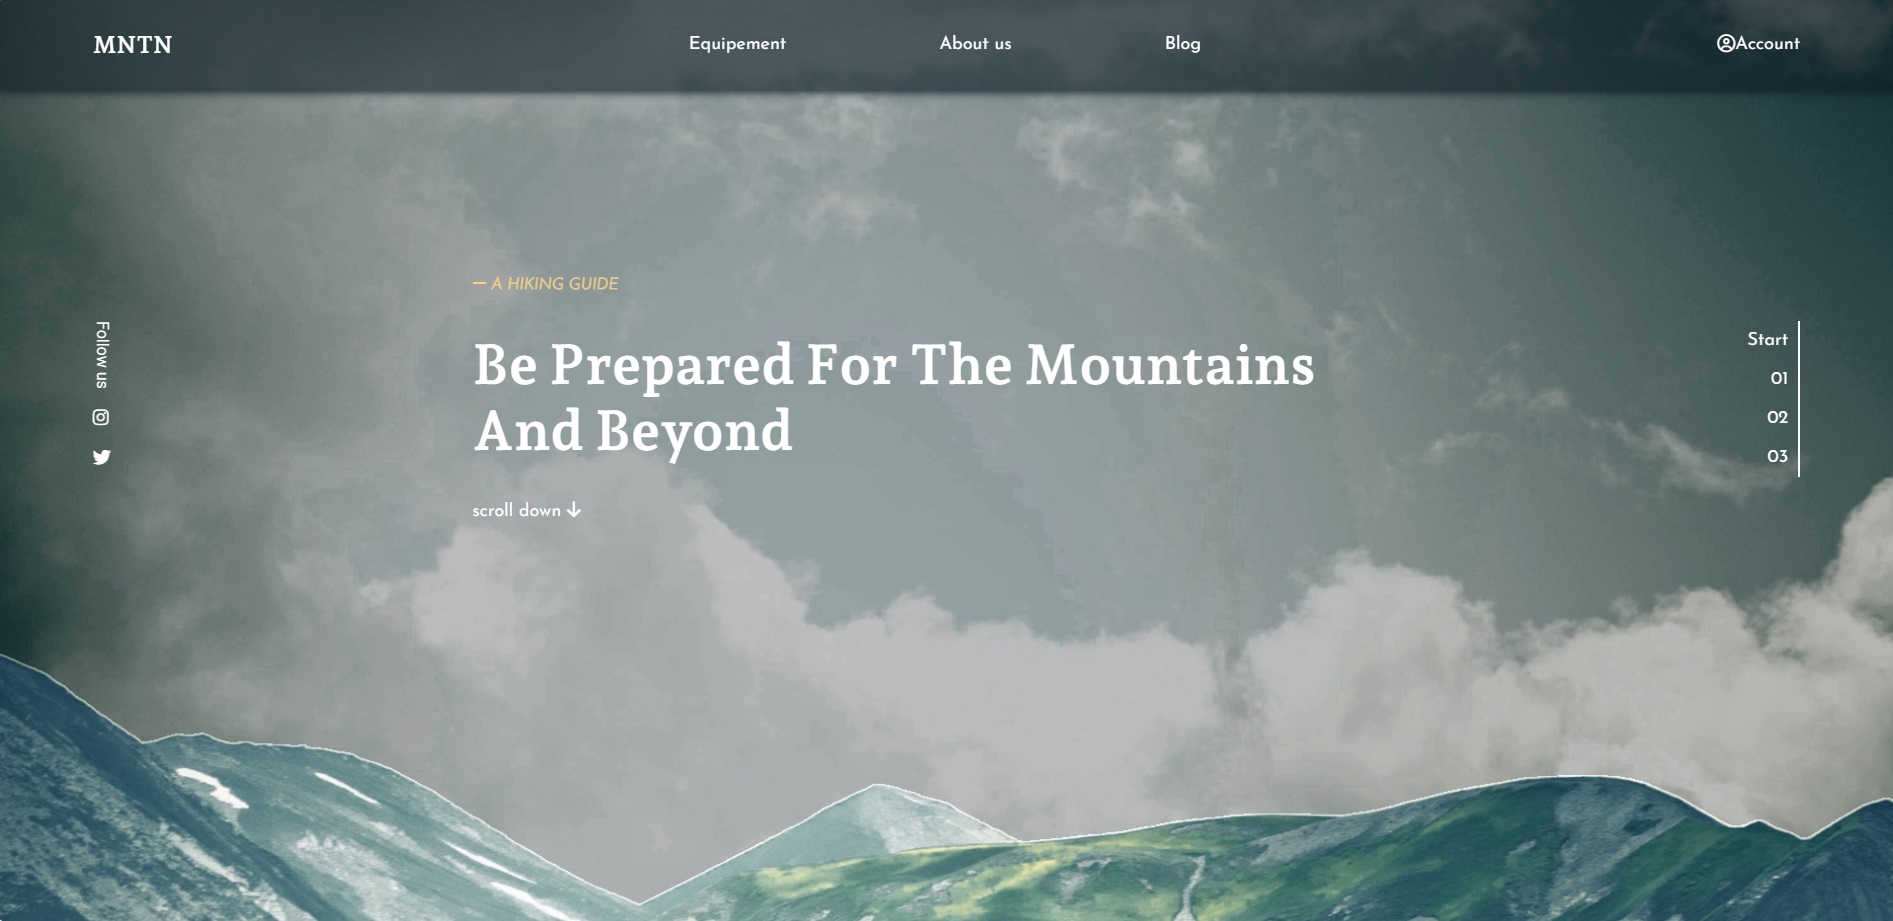 MNTN
Equipement
About us
Blog
Account
A HIKING GUIDE
Be Prepared For The Mountains
And Beyond
scroll down
Follow us
Start
01
02
03